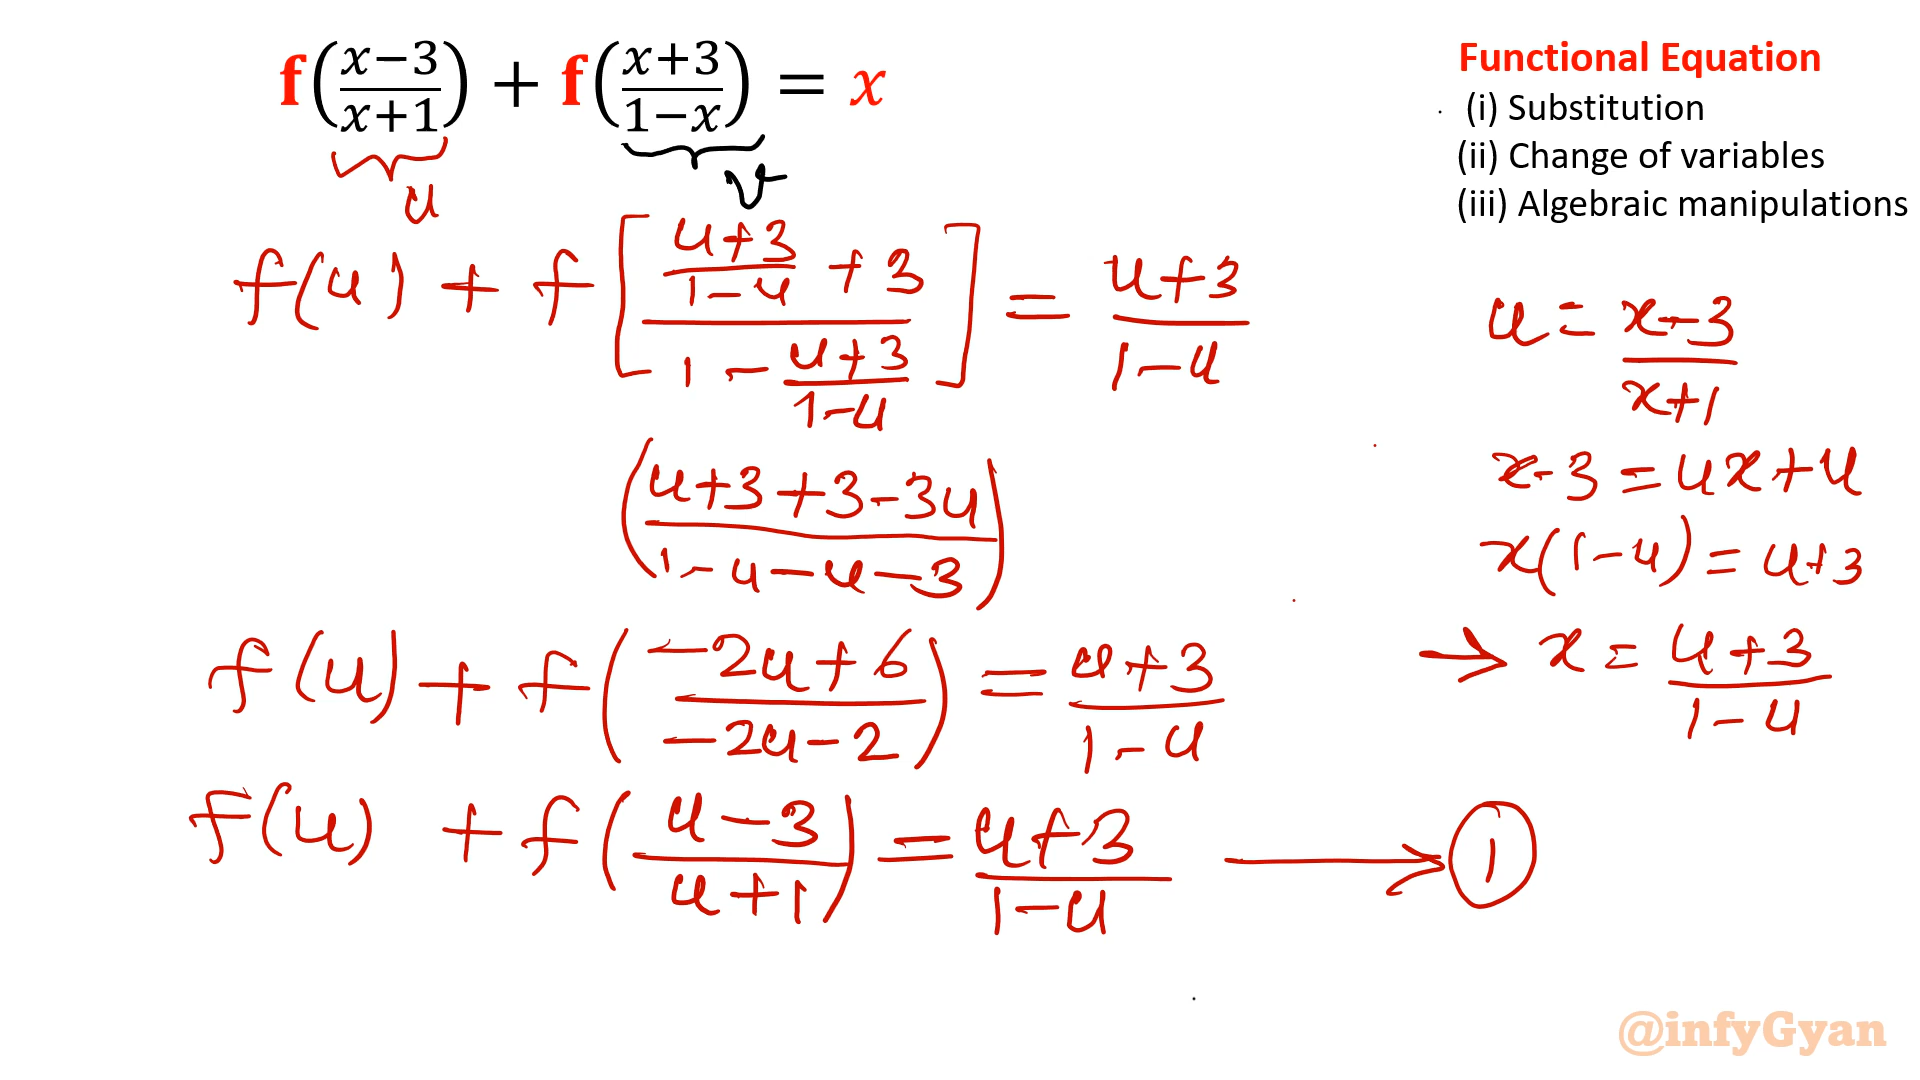 f((x−3)/(x+1)) + f((x+3)/(1−x)) = x
u v
Functional Equation
(i) Substitution
(ii) Change of variables
(iii) Algebraic manipulations
f(u) + f[((u+3)/(1−u) + 3)/(1 − (u+3)/(1−u))] = (u+3)/(1−u)
((u+3+3−3u)/(1−u−u−3))
f(u) + f((−2u+6)/(−2u−2)) = (u+3)/(1−u)
f(u) + f((u−3)/(u+1)) = (u+3)/(1−u) → 1
u = (x−3)/(x+1)
x−3 = ux+u
x(1−u) = u+3
→ x = (u+3)/(1−u)
@infyGyan